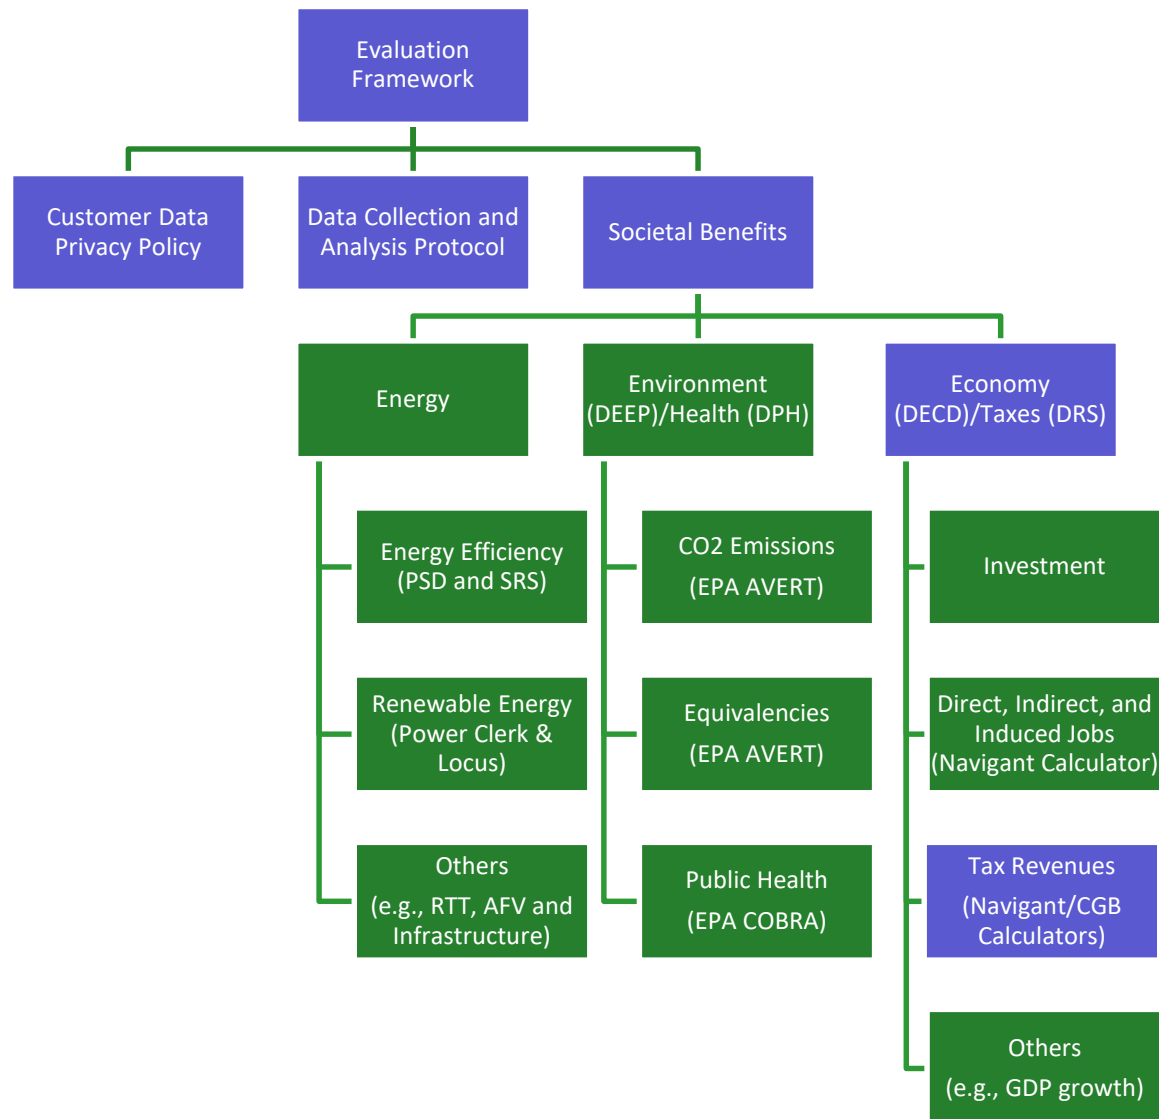 Evaluation
Framework
Customer Data
Privacy Policy
Data Collection and
Analysis Protocol
Societal Benefits
Energy
Environment
(DEEP)/Health (DPH)
Economy
(DECD)/Taxes (DRS)
Energy Efficiency
(PSD and SRS)
CO2 Emissions
(EPA AVERT)
Investment
Renewable Energy
(Power Clerk &
Locus)
Equivalencies
(EPA AVERT)
Direct, Indirect, and
Induced Jobs
(Navigant Calculator)
Others
(e.g., RTT, AFV and
Infrastructure)
Public Health
(EPA COBRA)
Tax Revenues
(Navigant/CGB
Calculators)
Others
(e.g., GDP growth)